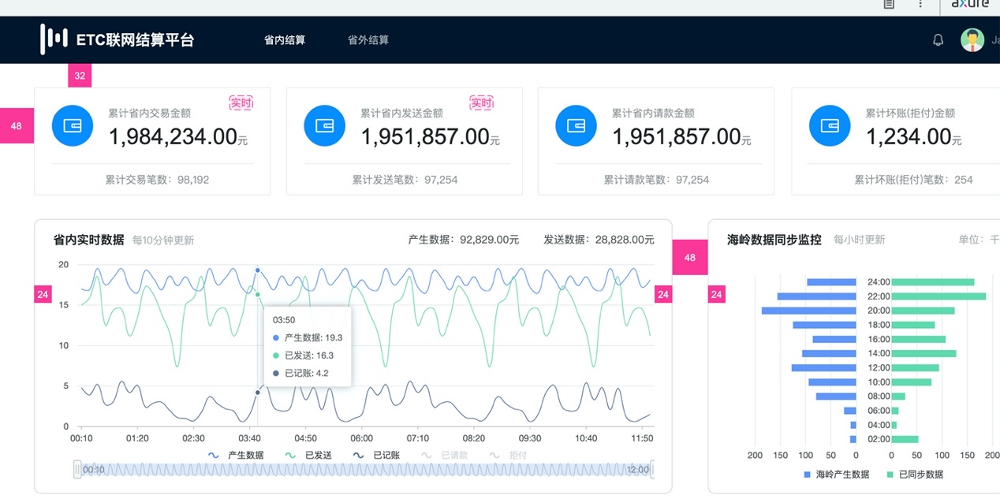 axure
ETC联网结算平台
省内结算
省外结算
Ja
32
48
累计省内交易金额
实时
1,984,234.00元
累计交易笔数：98,192
累计省内发送金额
实时
1,951,857.00元
累计发送笔数：97,254
累计省内请款金额
1,951,857.00元
累计请款笔数：97,254
累计坏账(拒付)金额
1,234.00元
累计坏账(拒付)笔数：254
省内实时数据 每10分钟更新
产生数据：92,829.00元
发送数据：28,828.00元
20
15
10
5
0
24
24
03:50
产生数据: 19.3
已发送: 16.3
已记账: 4.2
00:10 01:20 02:30 03:40 04:50 06:00 07:10 08:20 09:30 10:40 11:50
产生数据 已发送 已记账 已请款 拒付
00:10 12:00
48
24
海岭数据同步监控 每小时更新
单位：千
24:00
22:00
20:00
18:00
16:00
14:00
12:00
10:00
08:00
06:00
04:00
02:00
200 150 100 50 0 0 50 100 150 200
海岭产生数据 已同步数据